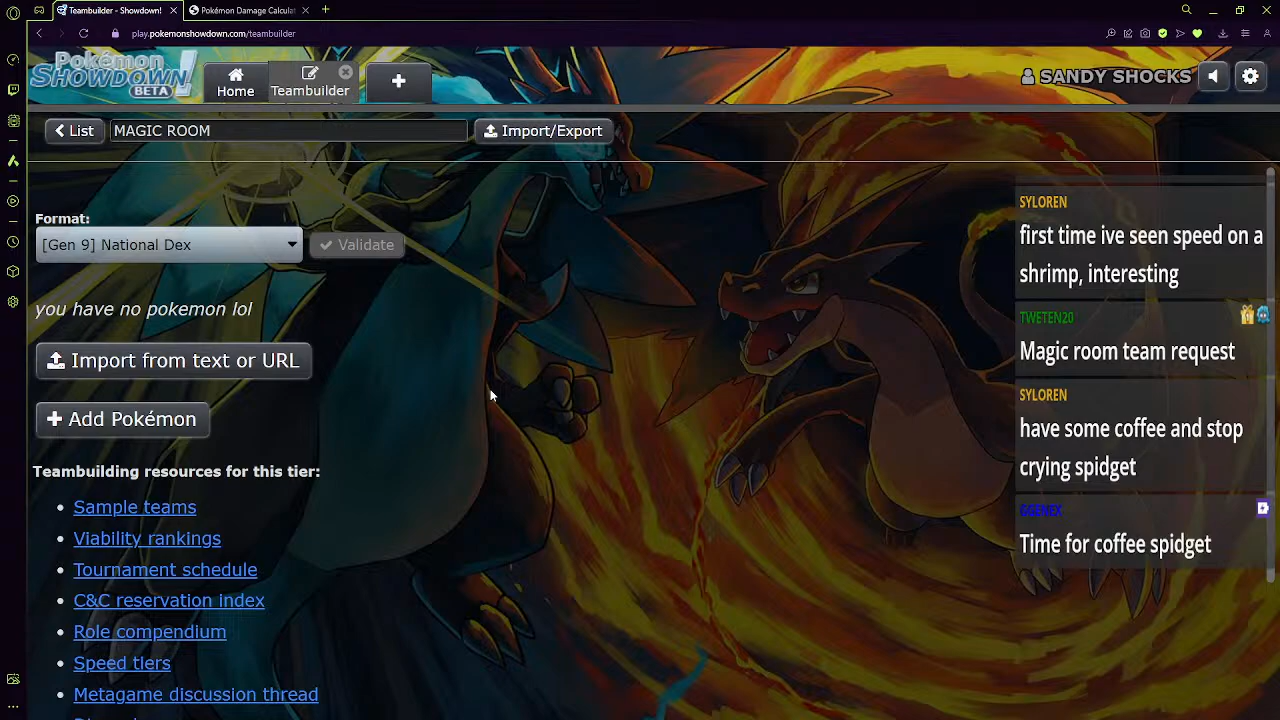 Teambuilder - Showdown!
Pokémon Damage Calculat
play.pokemonshowdown.com/teambuilder
Pokémon
SHOWDOWN!
BETA
Home
Teambuilder
SANDY SHOCKS
List
MAGIC ROOM
Import/Export
Format:
[Gen 9] National Dex
Validate
you have no pokemon lol
Import from text or URL
Add Pokémon
Teambuilding resources for this tier:
Sample teams
Viability rankings
Tournament schedule
C&C reservation index
Role compendium
Speed tiers
Metagame discussion thread
SYLOREN
first time ive seen speed on a
shrimp, interesting
TWETEN20
Magic room team request
SYLOREN
have some coffee and stop
crying spidget
GGENEX
Time for coffee spidget